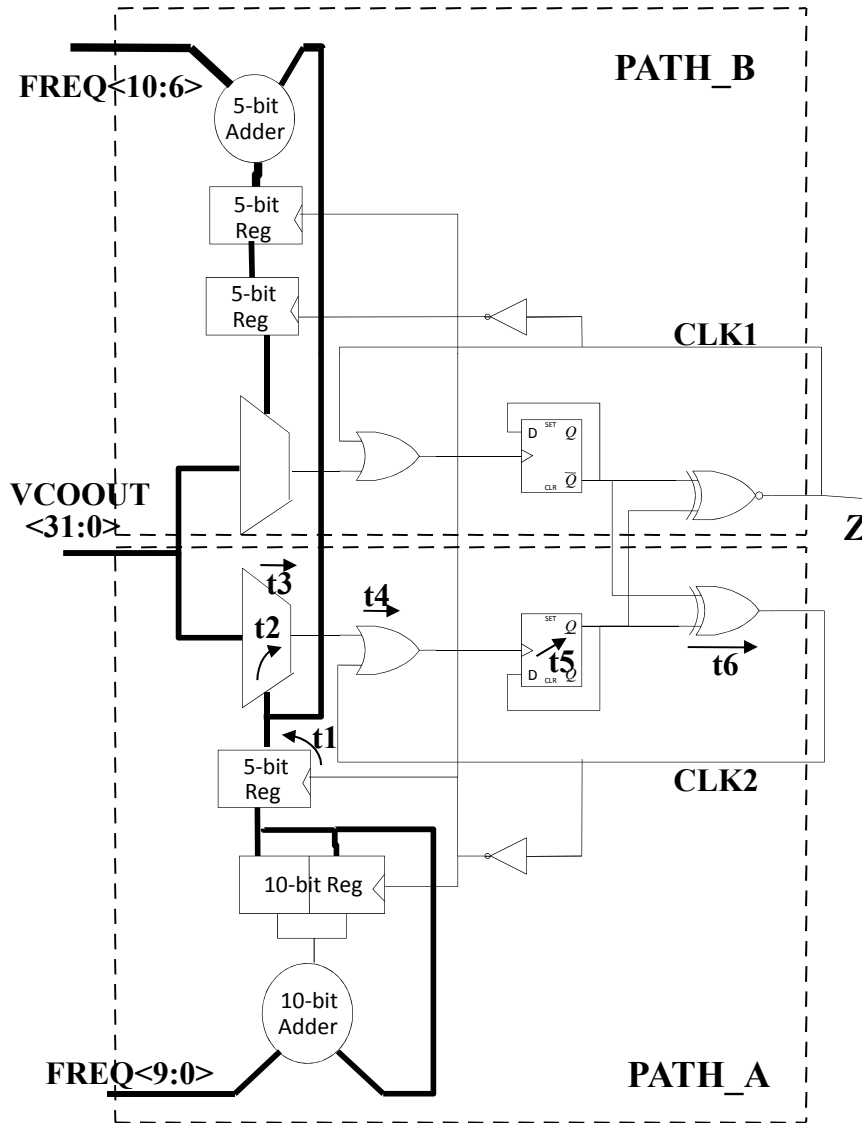 PATH_B
FREQ<10:6>
5-bit
Adder
5-bit
Reg
5-bit
Reg
CLK1
SET
D
Q
Q
CLR
VCOOUT
<31:0>
Z
t3
t4
t2
SET
Q
t5
D
Q
CLR
t6
t1
5-bit
Reg
CLK2
10-bit Reg
10-bit
Adder
FREQ<9:0>
PATH_A